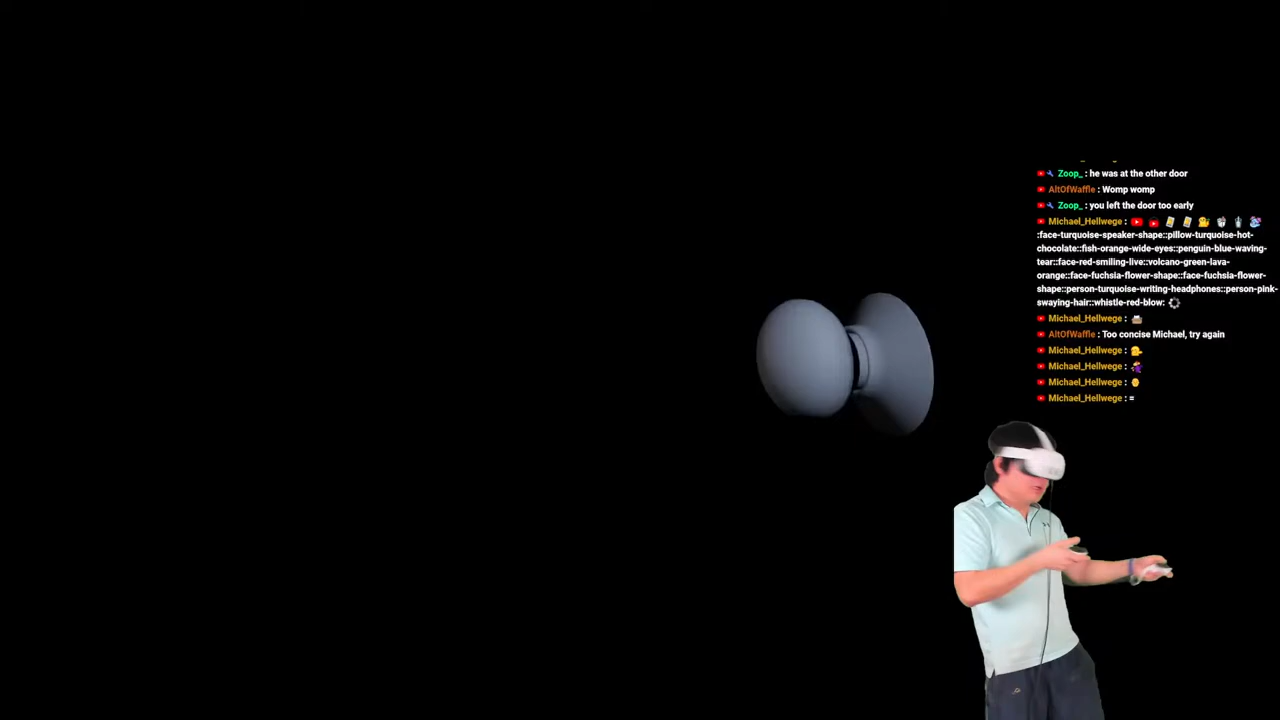 Zoop_ : he was at the other door
AltOfWaffle : Womp womp
Zoop_ : you left the door too early
Michael_Hellwege :
:face-turquoise-speaker-shape::pillow-turquoise-hot-
chocolate::fish-orange-wide-eyes::penguin-blue-waving-
tear::face-red-smiling-live::volcano-green-lava-
orange::face-fuchsia-flower-shape::face-fuchsia-flower-
shape::person-turquoise-writing-headphones::person-pink-
swaying-hair::whistle-red-blow:
Michael_Hellwege :
AltOfWaffle : Too concise Michael, try again
Michael_Hellwege :
Michael_Hellwege :
Michael_Hellwege :
Michael_Hellwege : =